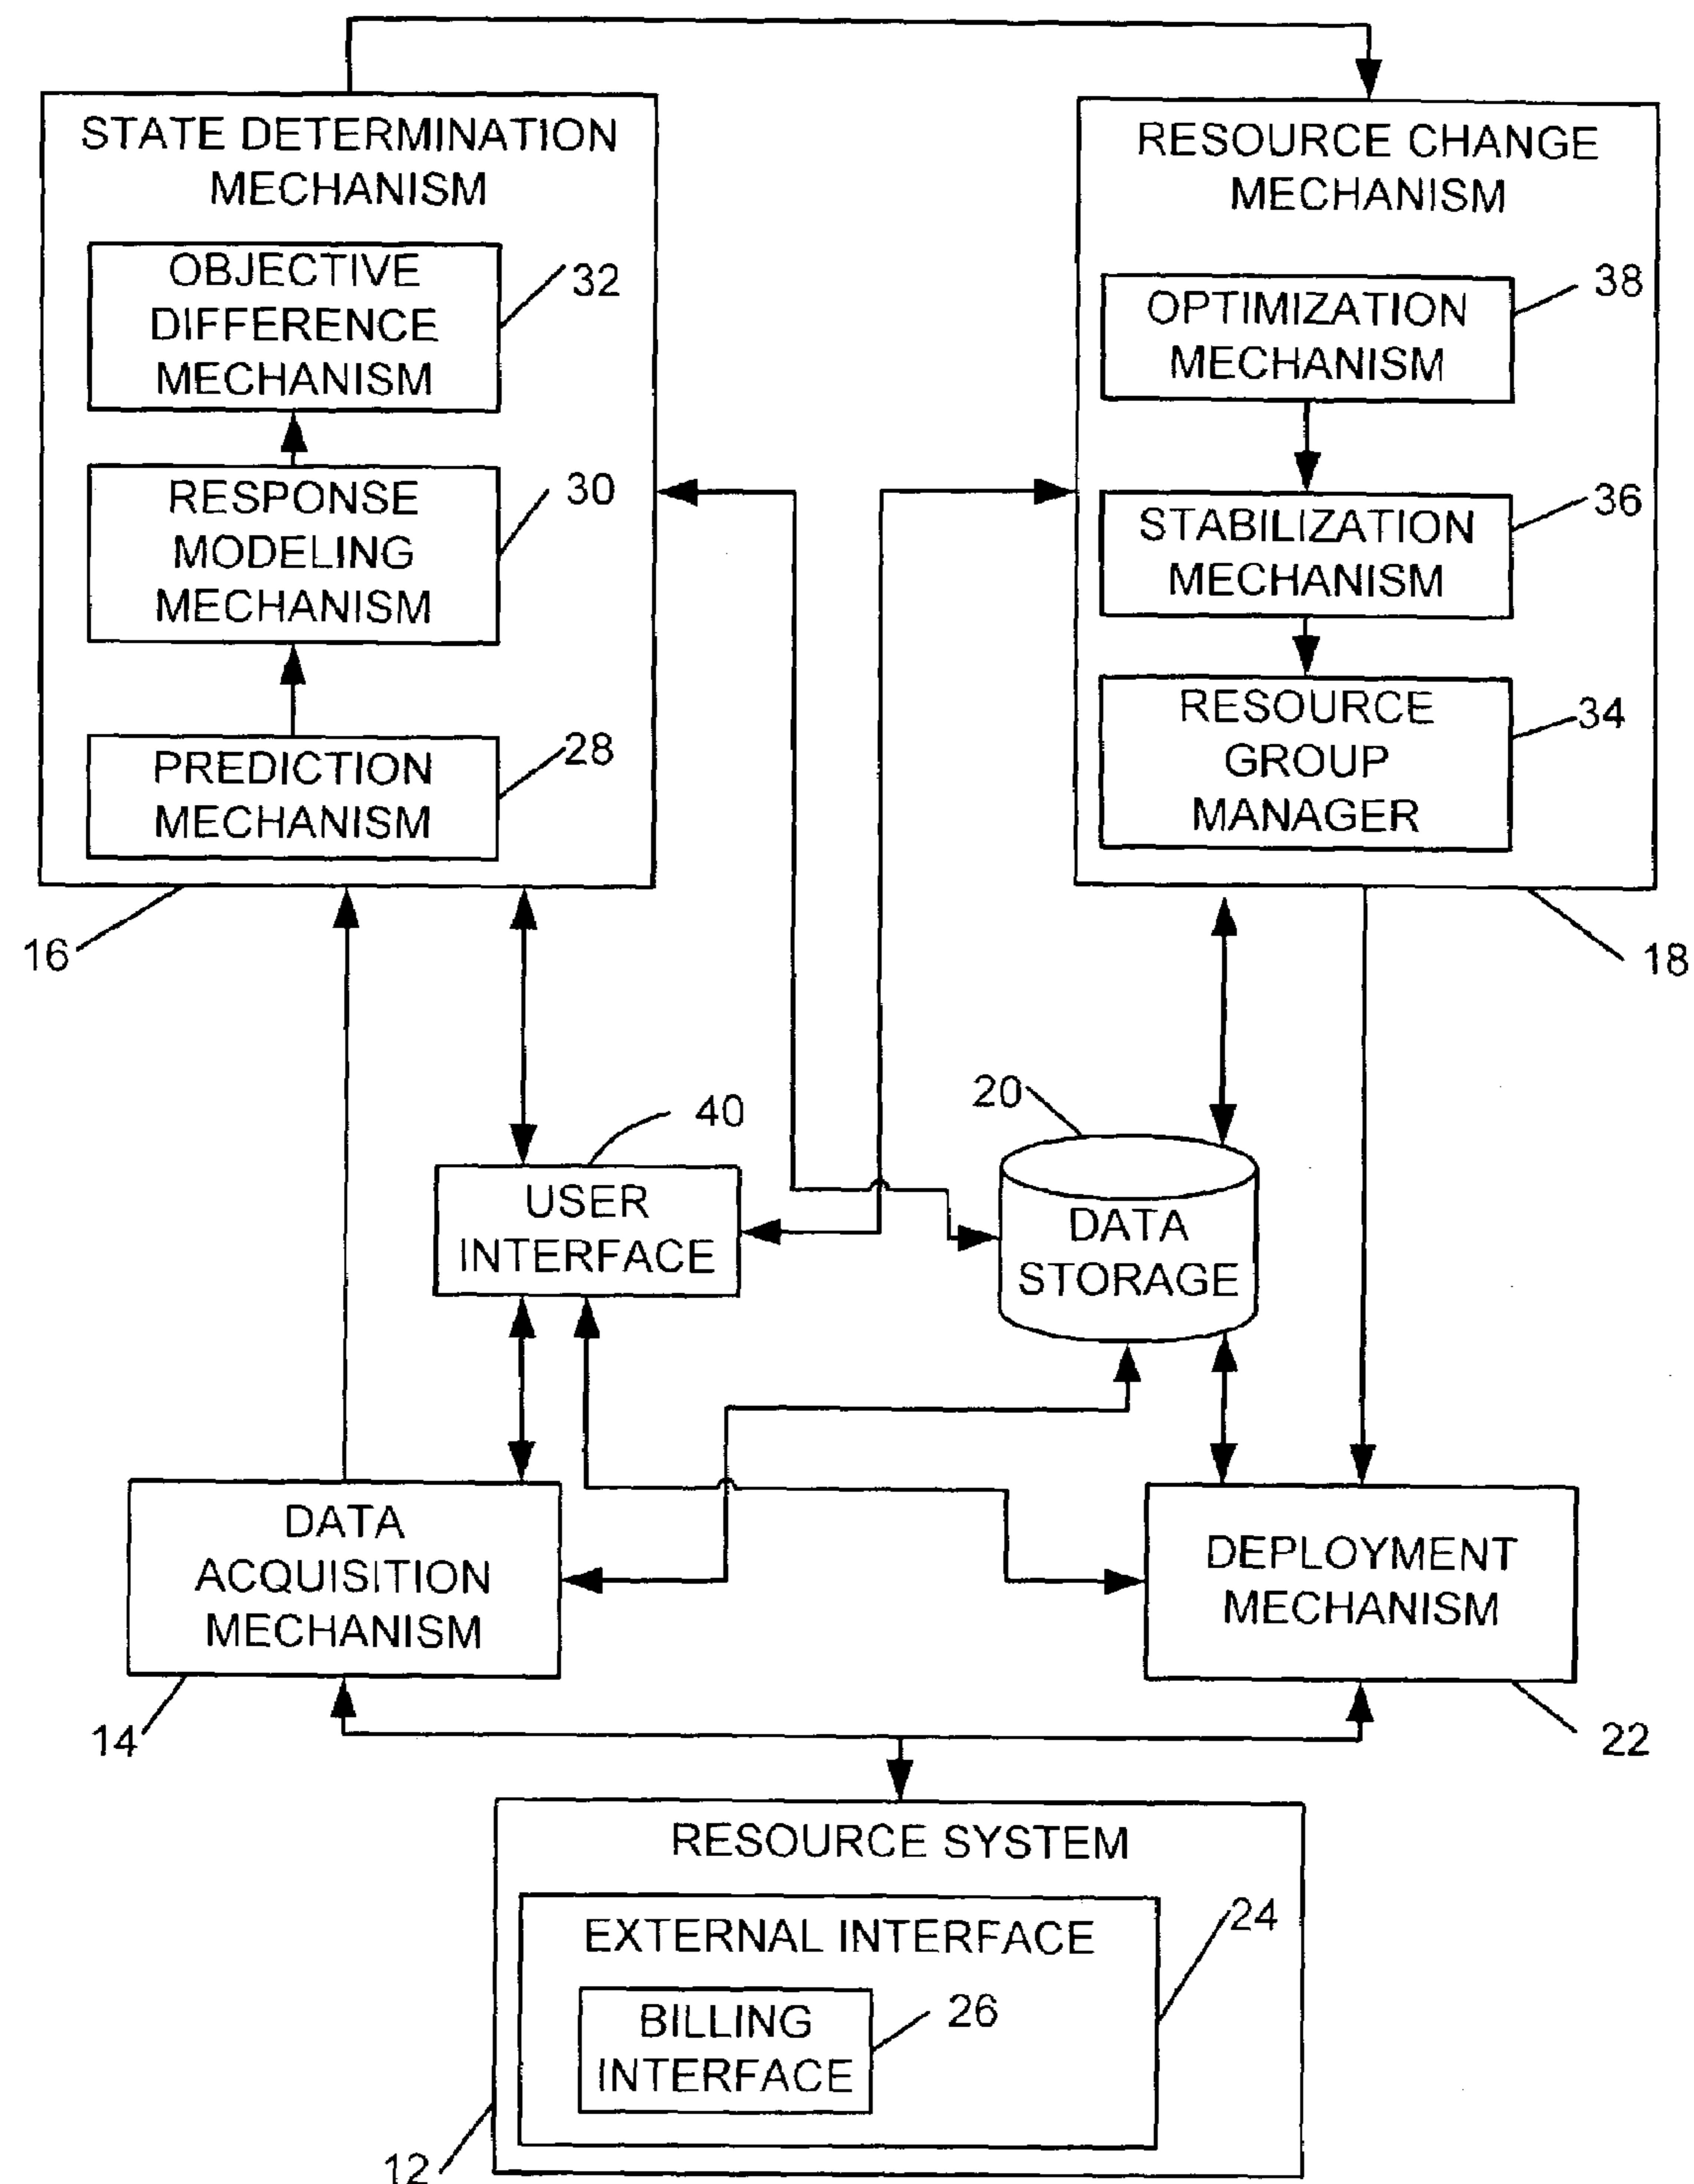 STATE DETERMINATION
MECHANISM
OBJECTIVE
DIFFERENCE
MECHANISM
32
RESPONSE
MODELING
MECHANISM
30
PREDICTION
MECHANISM
28
16
RESOURCE CHANGE
MECHANISM
OPTIMIZATION
MECHANISM
38
STABILIZATION
MECHANISM
36
RESOURCE
GROUP
MANAGER
34
18
40
USER
INTERFACE
20
DATA
STORAGE
DATA
ACQUISITION
MECHANISM
14
DEPLOYMENT
MECHANISM
22
RESOURCE SYSTEM
EXTERNAL INTERFACE
24
BILLING
INTERFACE
26
12